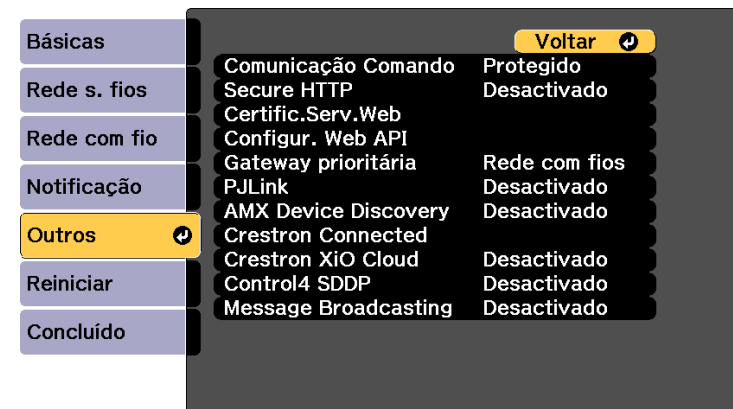 Básicas
Rede s. fios
Rede com fio
Notificação
Outros
Reiniciar
Concluído
Voltar
Comunicação Comando Protegido
Secure HTTP Desactivado
Certific.Serv.Web
Configur. Web API
Gateway prioritária Rede com fios
PJLink Desactivado
AMX Device Discovery Desactivado
Crestron Connected
Crestron XiO Cloud Desactivado
Control4 SDDP Desactivado
Message Broadcasting Desactivado